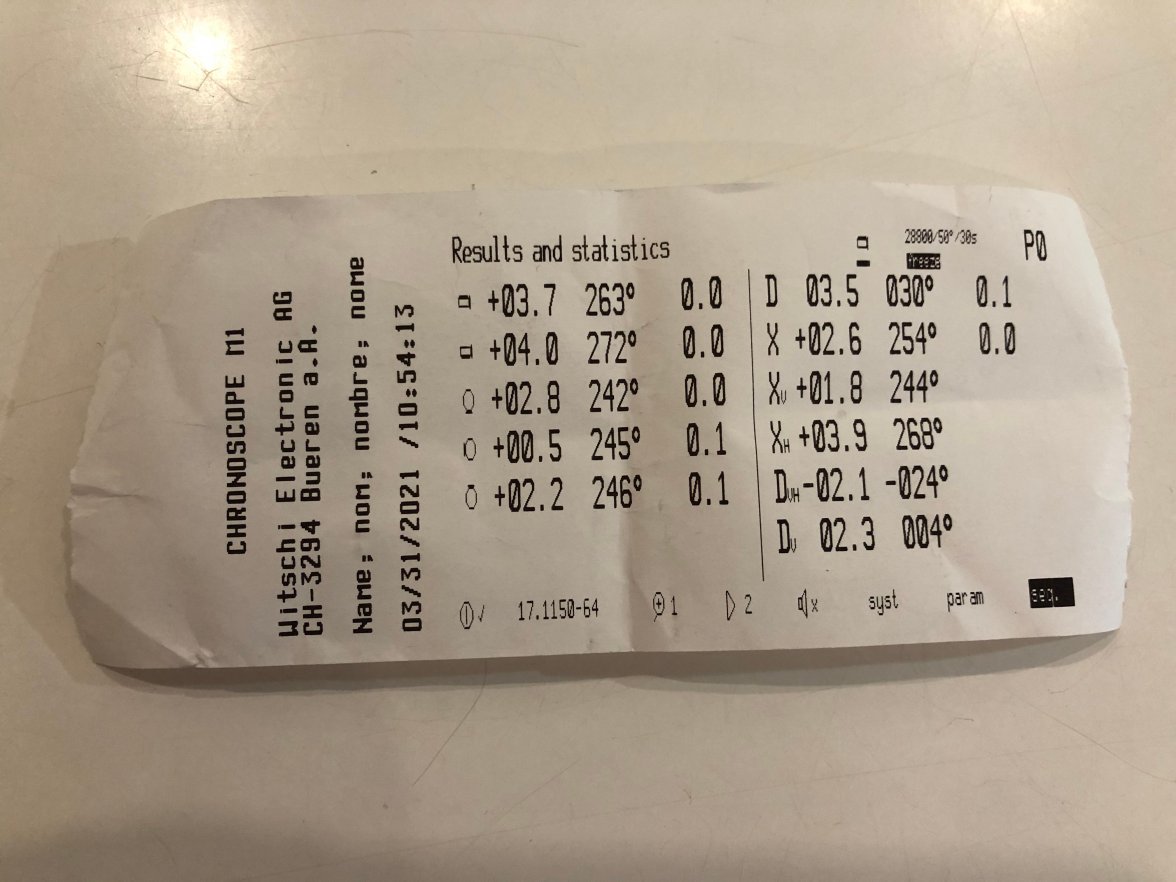 CHRONOSCOPE M1
Witschi Electronic AG
CH-3294 Bueren a.A.
Name; nom; nombre; nome
03/31/2021 /10:54:13
Results and statistics
28800/50°/30s
freeze
P0
+03.7 263° 0.0
+04.0 272° 0.0
+02.8 242° 0.0
+00.5 245° 0.1
+02.2 246° 0.1
D 03.5 030° 0.1
X +02.6 254° 0.0
XV +01.8 244°
XH +03.9 268°
DVH -02.1 -024°
DV 02.3 004°
17.1150-64
1
2
x
syst
param
seq.